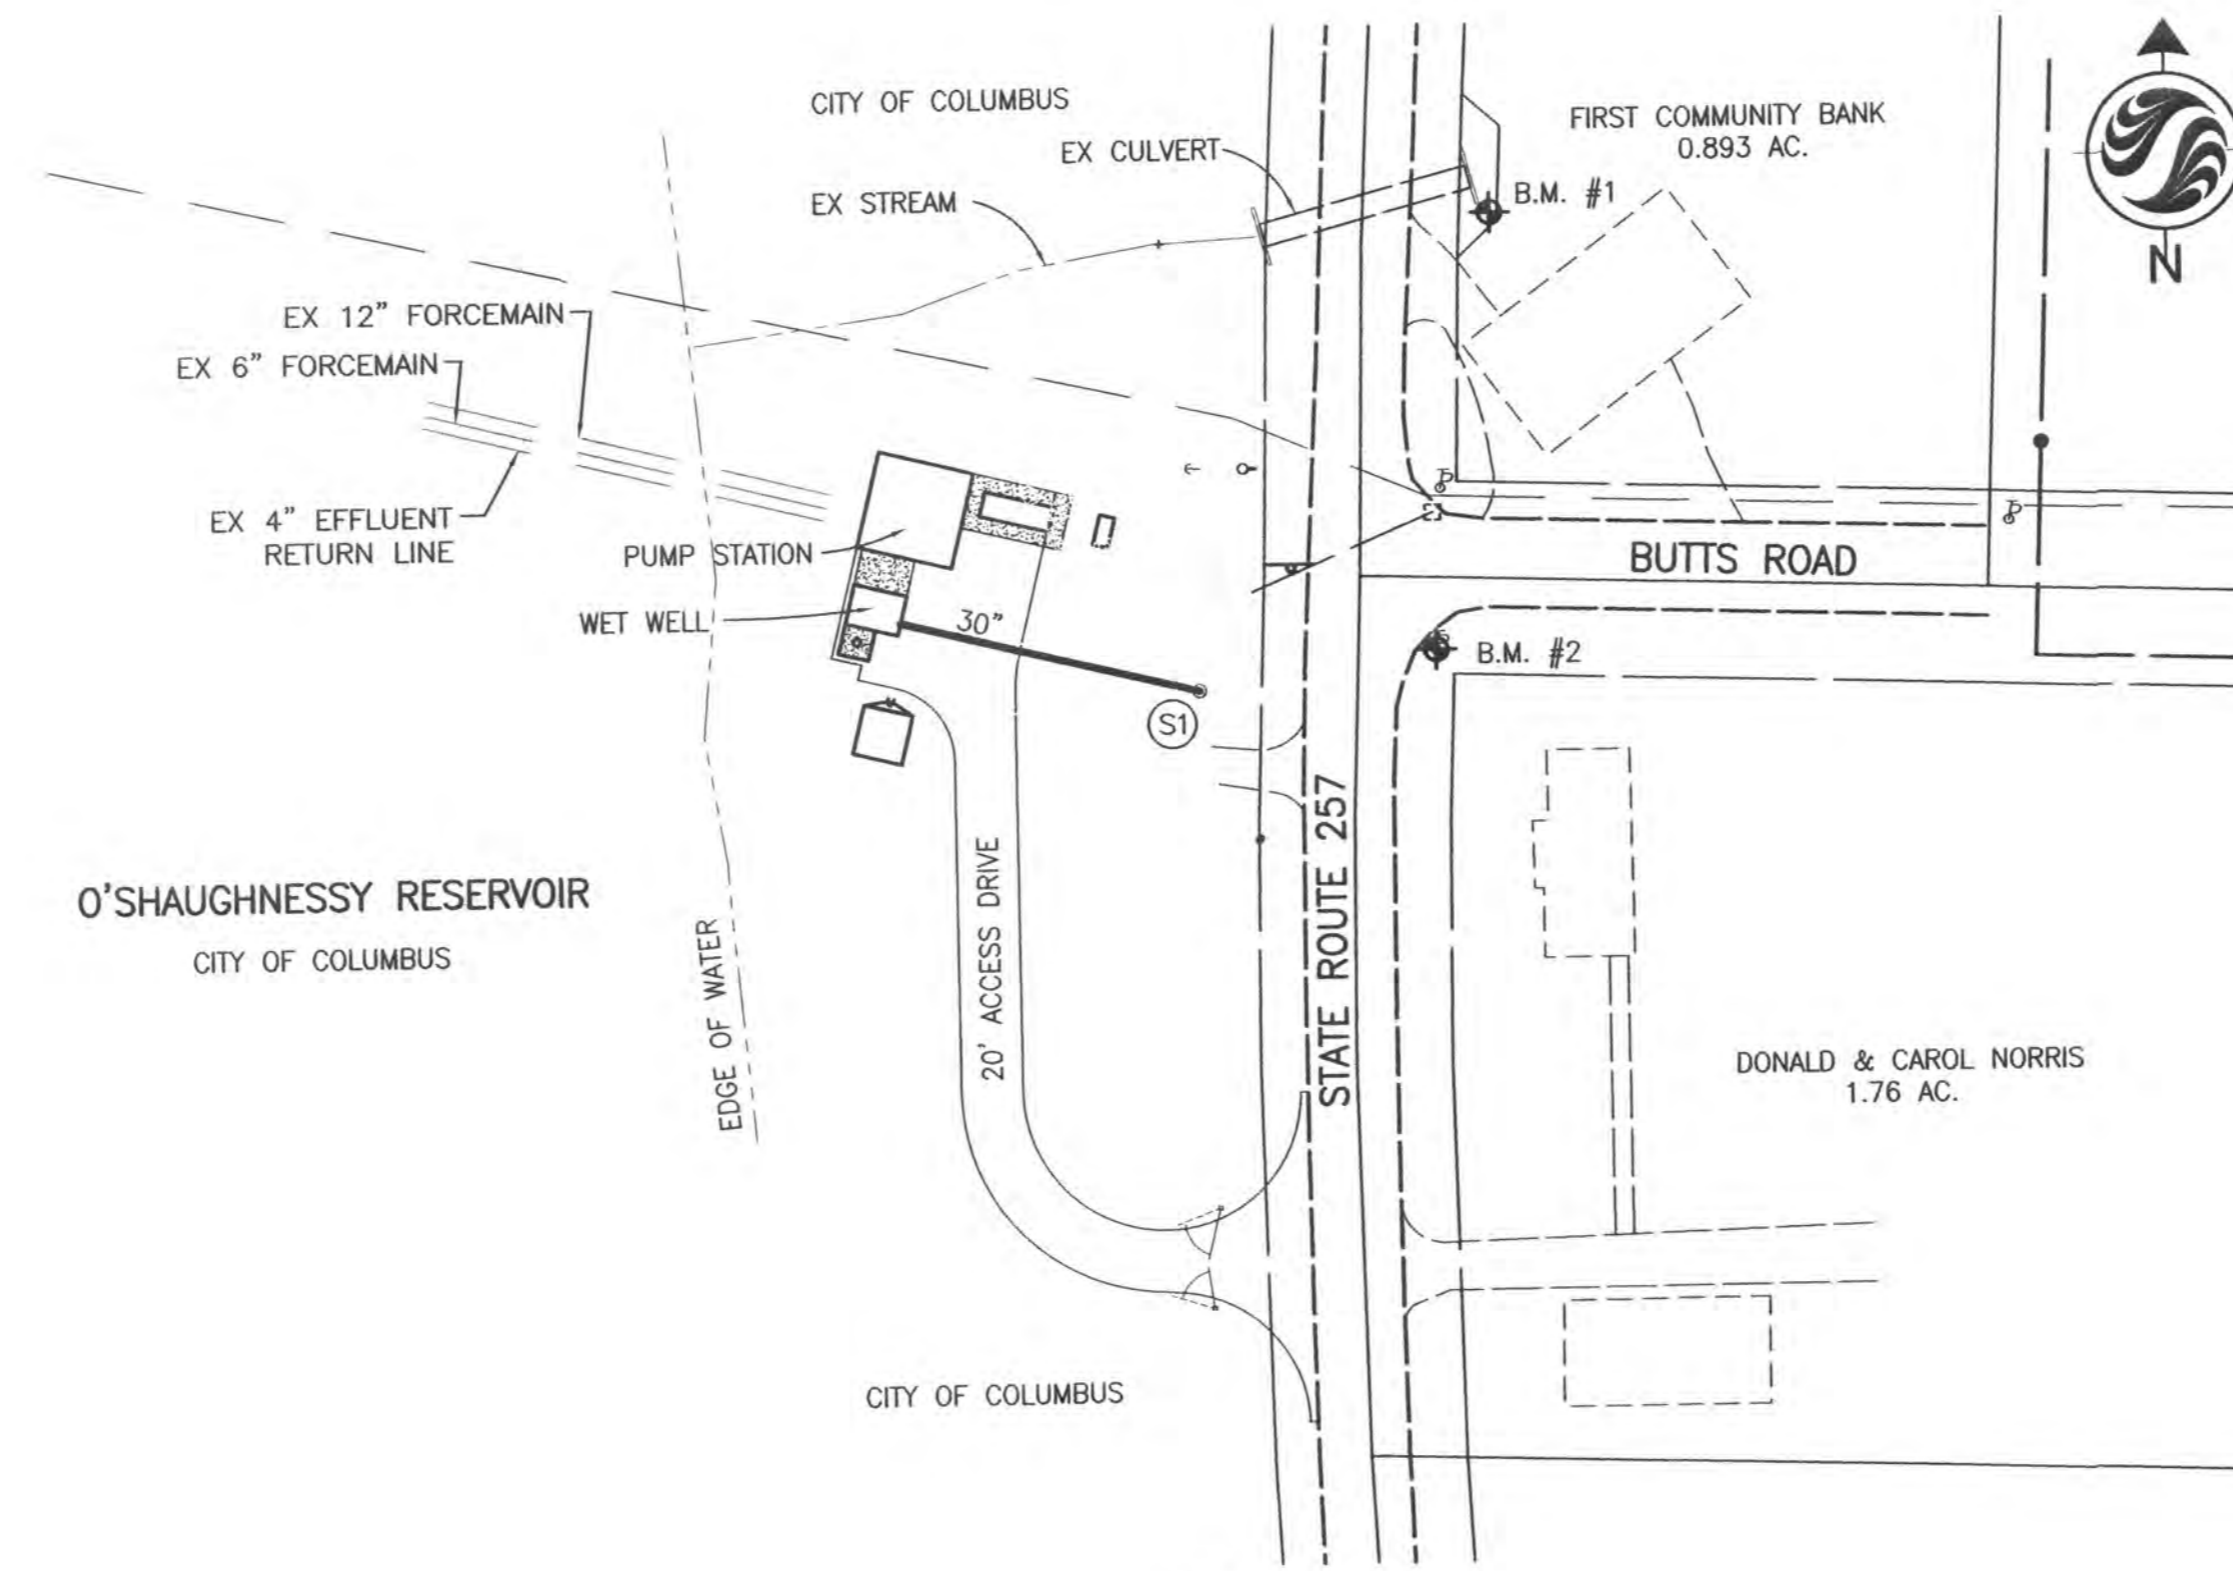 CITY OF COLUMBUS
FIRST COMMUNITY BANK
0.893 AC.
EX CULVERT
EX STREAM
B.M. #1
N
EX 12" FORCEMAIN
EX 6" FORCEMAIN
EX 4" EFFLUENT
RETURN LINE
PUMP STATION
BUTTS ROAD
WET WELL
30"
B.M. #2
S1
STATE ROUTE 257
20' ACCESS DRIVE
O'SHAUGHNESSY RESERVOIR
CITY OF COLUMBUS
EDGE OF WATER
DONALD & CAROL NORRIS
1.76 AC.
CITY OF COLUMBUS